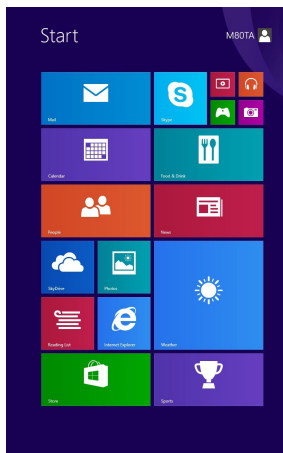 Start
M80TA
Mail
Skype
Calendar
Food & Drink
People
News
SkyDrive
Photos
Weather
Reading List
Internet Explorer
Store
Sports